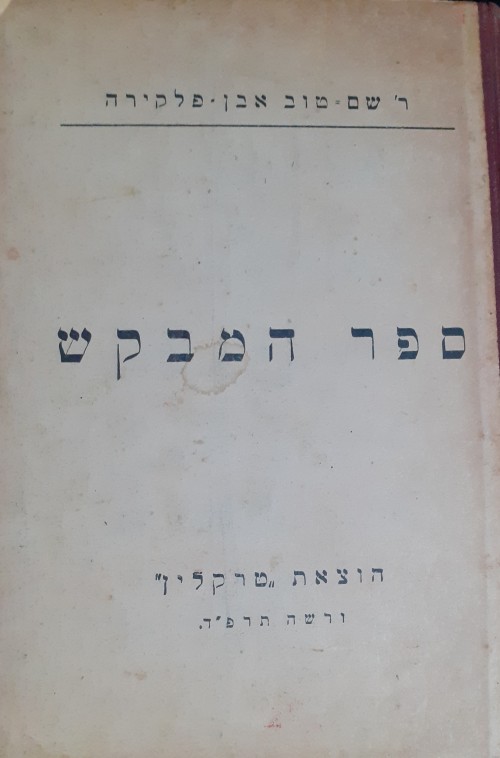 ר' שם-טוב אבן-פלקירה
ספר המבקש
הוצאת „טרקלין"
ורשה תרפ"ד.